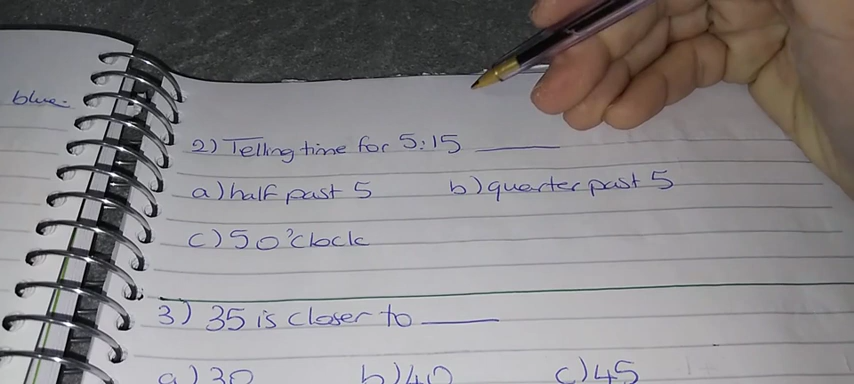 blue.
2) Telling time for 5:15 ____
a) half past 5 b) quarter past 5
c) 5 o'clock
3) 35 is closer to ____
a) 30 b) 40 c) 45